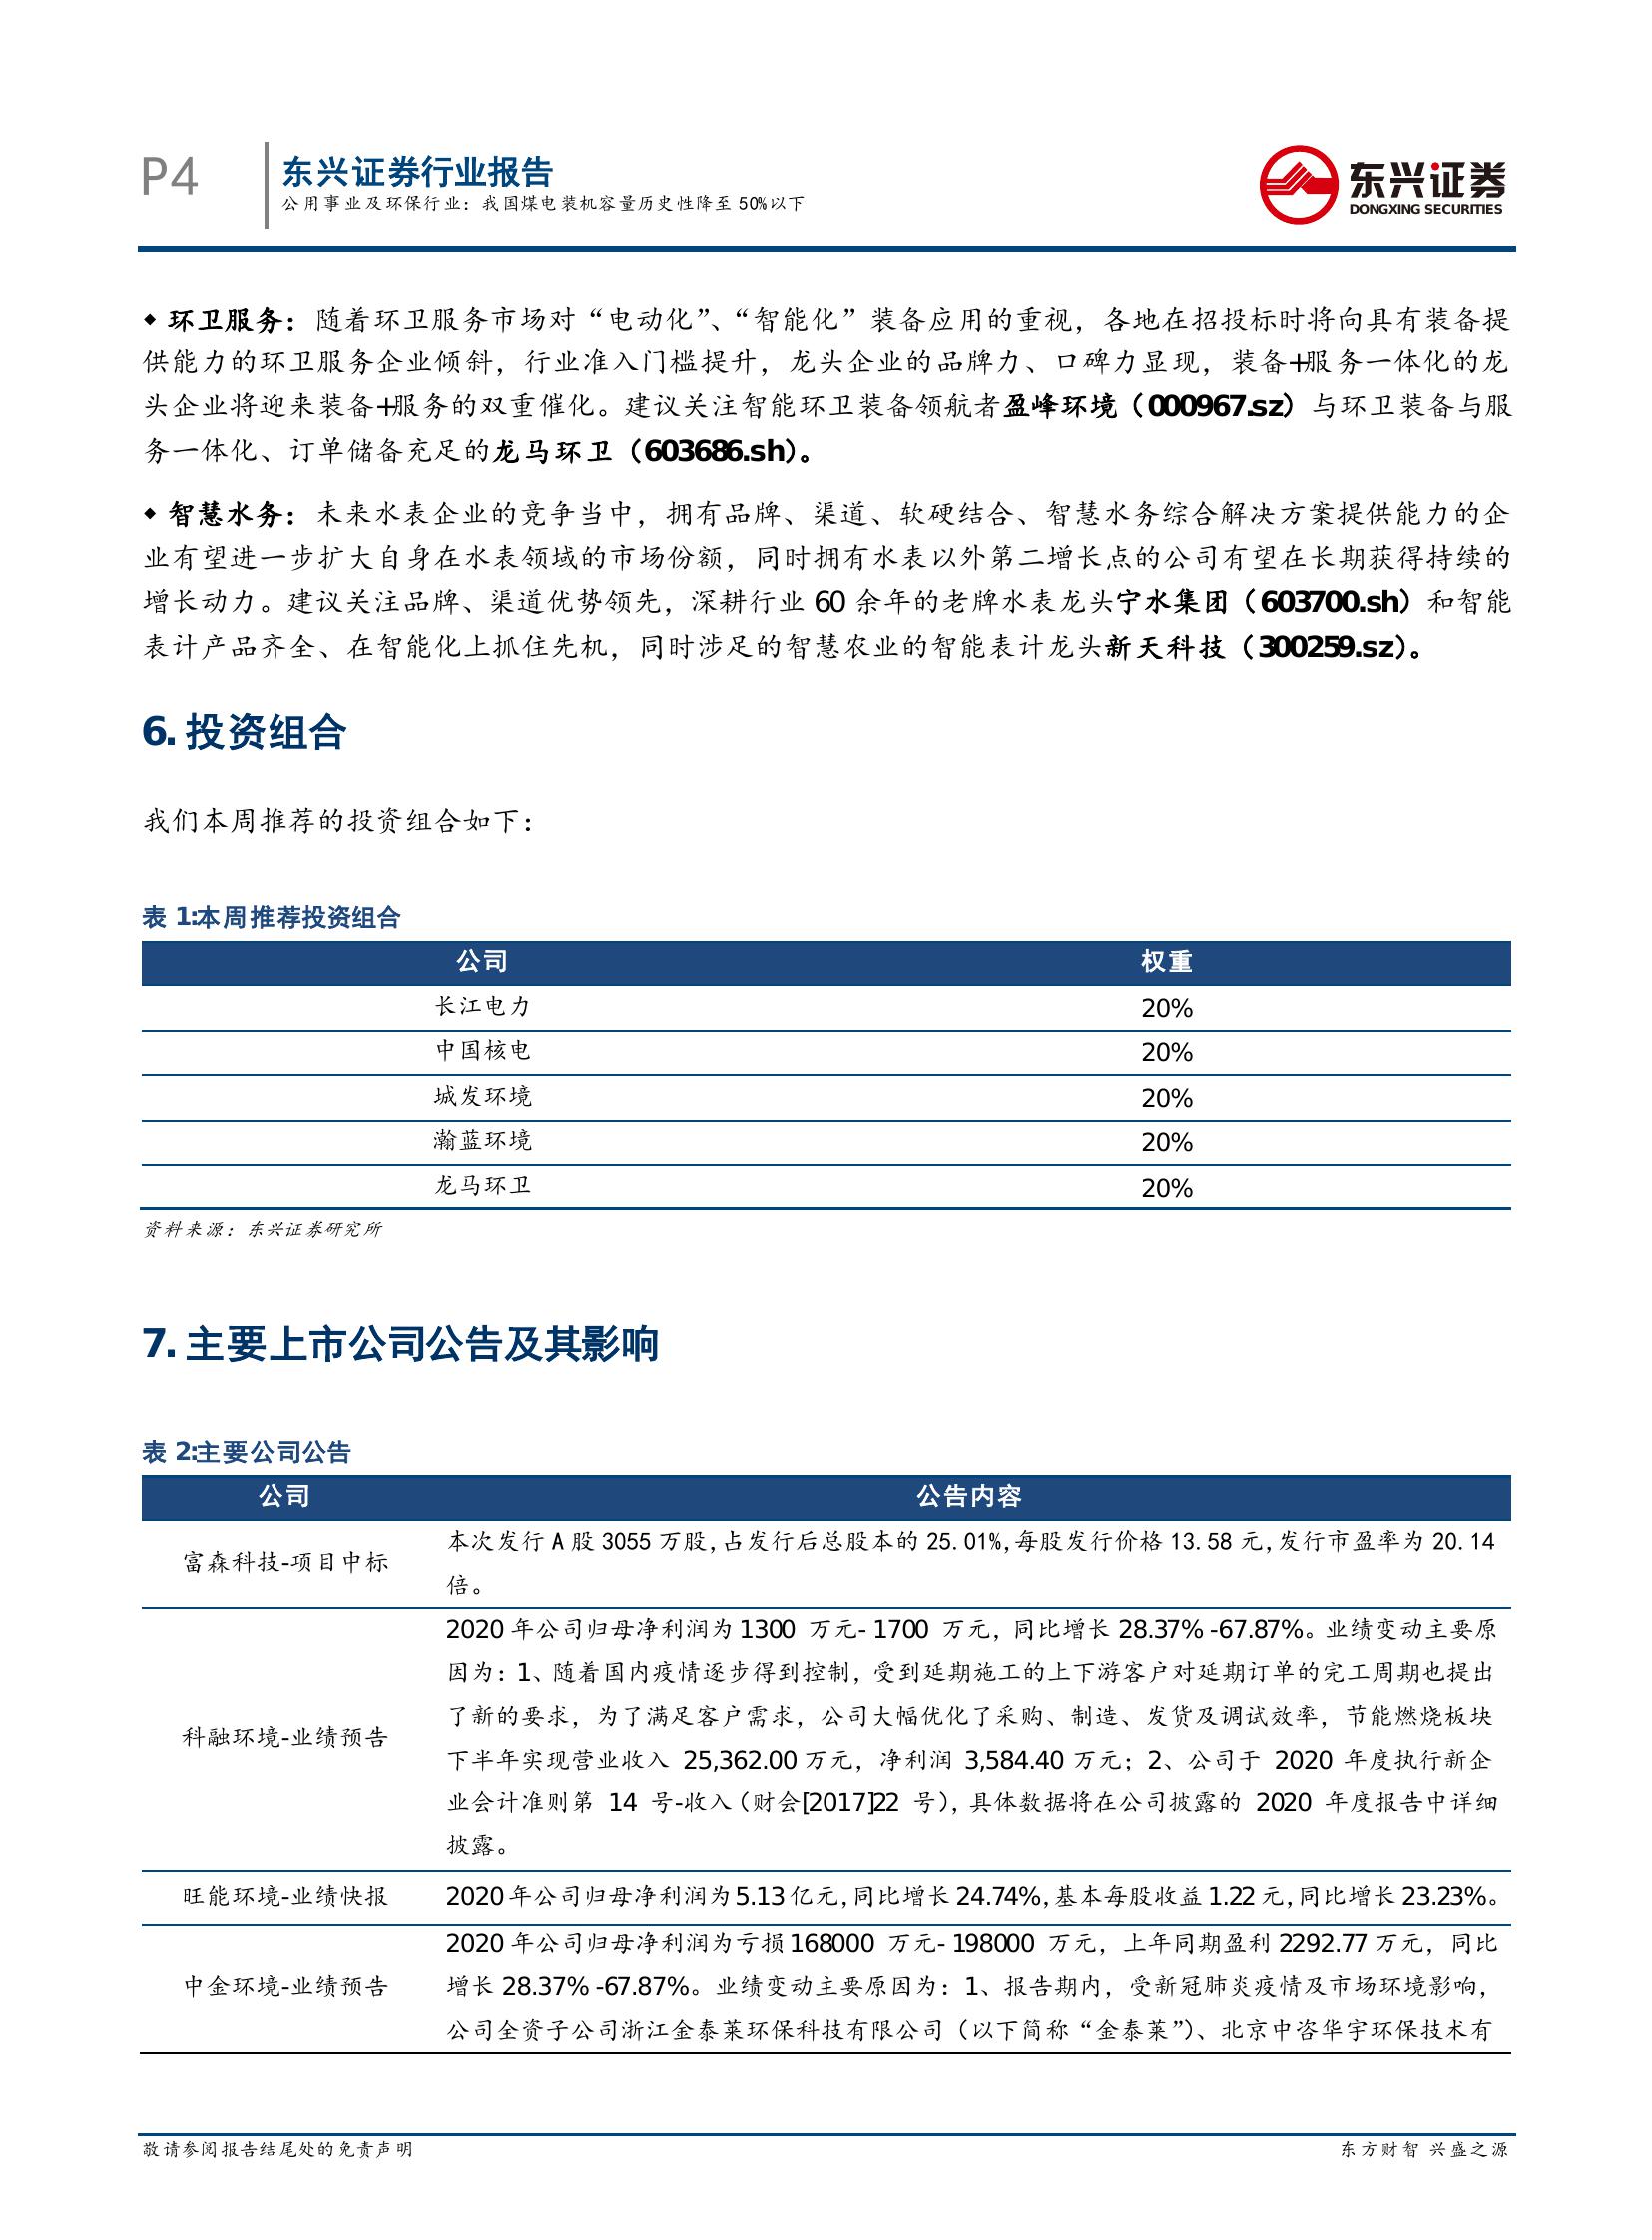 P4
东兴证券行业报告
公用事业及环保行业：我国煤电装机容量历史性降至 50%以下
东兴证券
DONGXING SECURITIES
◆ 环卫服务：随着环卫服务市场对“电动化”、“智能化”装备应用的重视，各地在招投标时将向具有装备提
供能力的环卫服务企业倾斜，行业准入门槛提升，龙头企业的品牌力、口碑力显现，装备+服务一体化的龙
头企业将迎来装备+服务的双重催化。建议关注智能环卫装备领航者盈峰环境（000967.sz）与环卫装备与服
务一体化、订单储备充足的龙马环卫（603686.sh）。
◆ 智慧水务：未来水表企业的竞争当中，拥有品牌、渠道、软硬结合、智慧水务综合解决方案提供能力的企
业有望进一步扩大自身在水表领域的市场份额，同时拥有水表以外第二增长点的公司有望在长期获得持续的
增长动力。建议关注品牌、渠道优势领先，深耕行业 60 余年的老牌水表龙头宁水集团（603700.sh）和智能
表计产品齐全、在智能化上抓住先机，同时涉足的智慧农业的智能表计龙头新天科技（300259.sz）。
6. 投资组合
我们本周推荐的投资组合如下：
表 1:本周推荐投资组合
公司 权重
长江电力 20%
中国核电 20%
城发环境 20%
瀚蓝环境 20%
龙马环卫 20%
资料来源：东兴证券研究所
7. 主要上市公司公告及其影响
表 2:主要公司公告
公司 公告内容
富森科技-项目中标
本次发行 A 股 3055 万股,占发行后总股本的 25.01%,每股发行价格 13.58 元,发行市盈率为 20.14
倍。
科融环境-业绩预告
2020 年公司归母净利润为 1300 万元- 1700 万元，同比增长 28.37% -67.87%。业绩变动主要原
因为：1、随着国内疫情逐步得到控制，受到延期施工的上下游客户对延期订单的完工周期也提出
了新的要求，为了满足客户需求，公司大幅优化了采购、制造、发货及调试效率，节能燃烧板块
下半年实现营业收入 25,362.00 万元，净利润 3,584.40 万元；2、公司于 2020 年度执行新企
业会计准则第 14 号-收入（财会[2017]22 号），具体数据将在公司披露的 2020 年度报告中详细
披露。
旺能环境-业绩快报 2020 年公司归母净利润为 5.13 亿元,同比增长 24.74%,基本每股收益 1.22 元,同比增长 23.23%。
中金环境-业绩预告
2020 年公司归母净利润为亏损 168000 万元- 198000 万元，上年同期盈利 2292.77 万元，同比
增长 28.37% -67.87%。业绩变动主要原因为：1、报告期内，受新冠肺炎疫情及市场环境影响，
公司全资子公司浙江金泰莱环保科技有限公司（以下简称“金泰莱”）、北京中咨华宇环保技术有
敬请参阅报告结尾处的免责声明
东方财智 兴盛之源